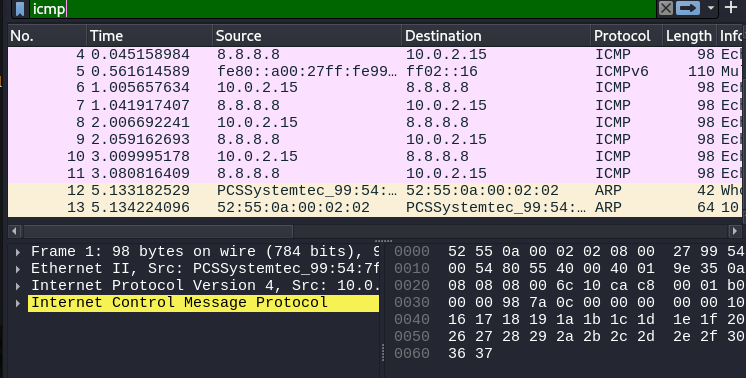 icmp
No. Time Source Destination Protocol Length Info
4 0.045158984 8.8.8.8 10.0.2.15 ICMP 98 Ech
5 0.561614589 fe80::a00:27ff:fe99… ff02::16 ICMPv6 110 Mul
6 1.005657634 10.0.2.15 8.8.8.8 ICMP 98 Ech
7 1.041917407 8.8.8.8 10.0.2.15 ICMP 98 Ech
8 2.006692241 10.0.2.15 8.8.8.8 ICMP 98 Ech
9 2.059162693 8.8.8.8 10.0.2.15 ICMP 98 Ech
10 3.009995178 10.0.2.15 8.8.8.8 ICMP 98 Ech
11 3.080816409 8.8.8.8 10.0.2.15 ICMP 98 Ech
12 5.133182529 PCSSystemtec_99:54:… 52:55:0a:00:02:02 ARP 42 Who
13 5.134224096 52:55:0a:00:02:02 PCSSystemtec_99:54:… ARP 64 10.
Frame 1: 98 bytes on wire (784 bits), 9
Ethernet II, Src: PCSSystemtec_99:54:7f
Internet Protocol Version 4, Src: 10.0.
Internet Control Message Protocol
0000 52 55 0a 00 02 02 08 00 27 99 54
0010 00 54 80 55 40 00 40 01 9e 35 0a
0020 08 08 08 00 6c 10 ca c8 00 01 b0
0030 00 00 98 7a 0c 00 00 00 00 00 10
0040 16 17 18 19 1a 1b 1c 1d 1e 1f 20
0050 26 27 28 29 2a 2b 2c 2d 2e 2f 30
0060 36 37